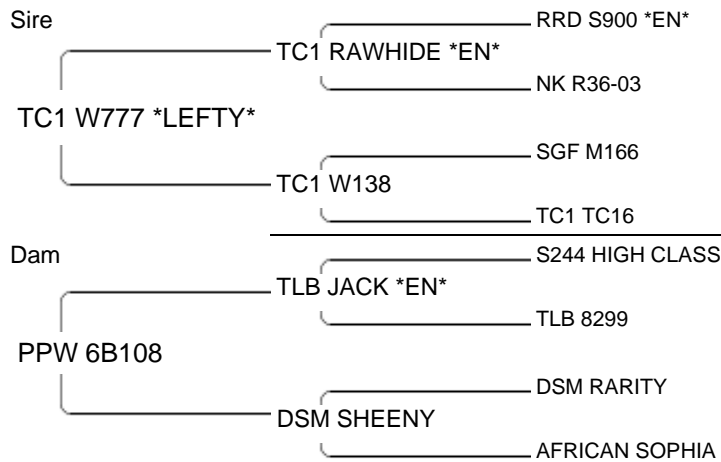 Sire
RRD S900 *EN*
TC1 RAWHIDE *EN*
NK R36-03
TC1 W777 *LEFTY*
SGF M166
TC1 W138
TC1 TC16
Dam
S244 HIGH CLASS
TLB JACK *EN*
TLB 8299
PPW 6B108
DSM RARITY
DSM SHEENY
AFRICAN SOPHIA